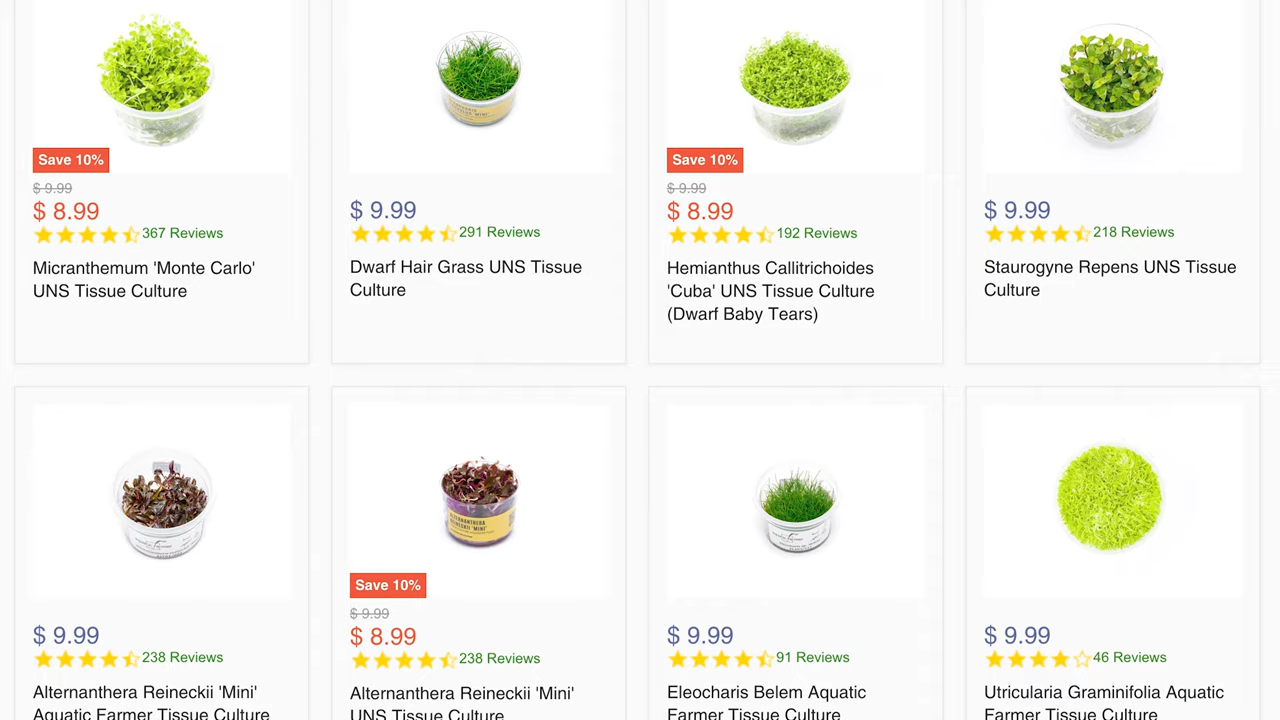 Save 10%
$ 9.99
$ 8.99
367 Reviews
Micranthemum 'Monte Carlo'
UNS Tissue Culture
$ 9.99
291 Reviews
Dwarf Hair Grass UNS Tissue
Culture
Save 10%
$ 9.99
$ 8.99
192 Reviews
Hemianthus Callitrichoides
'Cuba' UNS Tissue Culture
(Dwarf Baby Tears)
$ 9.99
218 Reviews
Staurogyne Repens UNS Tissue
Culture
$ 9.99
238 Reviews
Alternanthera Reineckii 'Mini'
Aquatic Farmer Tissue Culture
ALTERNANTHERA
REINECKII 'MINI'
Save 10%
$ 9.99
$ 8.99
238 Reviews
Alternanthera Reineckii 'Mini'
UNS Tissue Culture
$ 9.99
91 Reviews
Eleocharis Belem Aquatic
Farmer Tissue Culture
$ 9.99
46 Reviews
Utricularia Graminifolia Aquatic
Farmer Tissue Culture